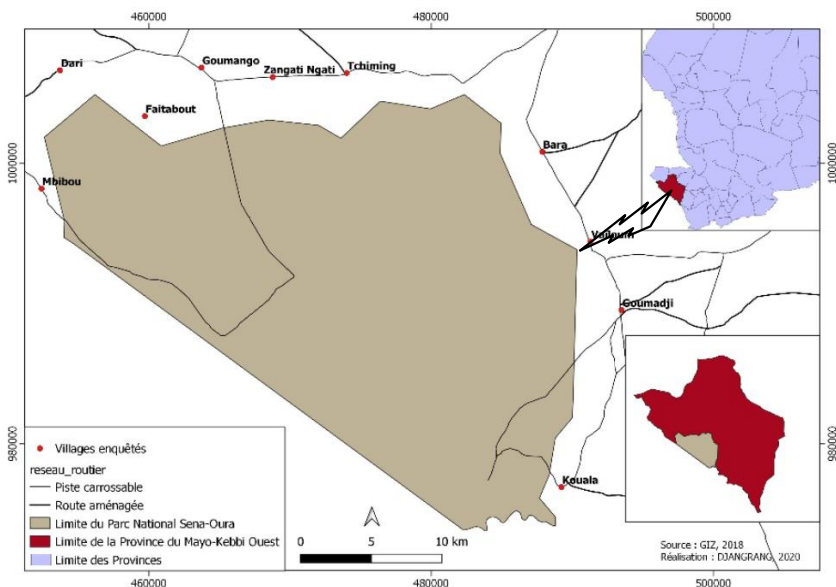 460000 480000 500000
Dari
Goumango
Zangati Ngati
Tchiming
Faitabout
Bara
1000000 1000000
Mbibou
Goumadji
980000 980000
Kouala
Villages enquêtés
reseau_routier
Piste carrossable
Route aménagée
Limite du Parc National Sena-Oura
Limite de la Province du Mayo-Kebbi Ouest
Limite des Provinces
0 5 10 km
Source : GIZ, 2018
Réalisation : DJANGRANG, 2020
460000 480000 500000